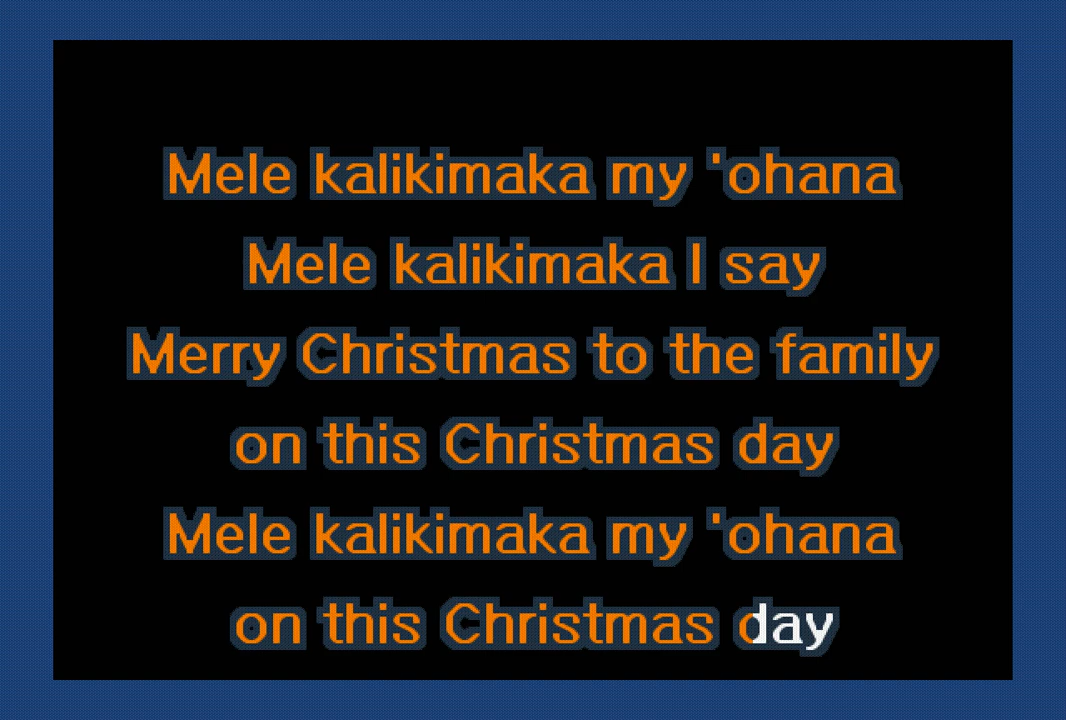 Mele kalikimaka my 'ohana
Mele kalikimaka I say
Merry Christmas to the family
on this Christmas day
Mele kalikimaka my 'ohana
on this Christmas day